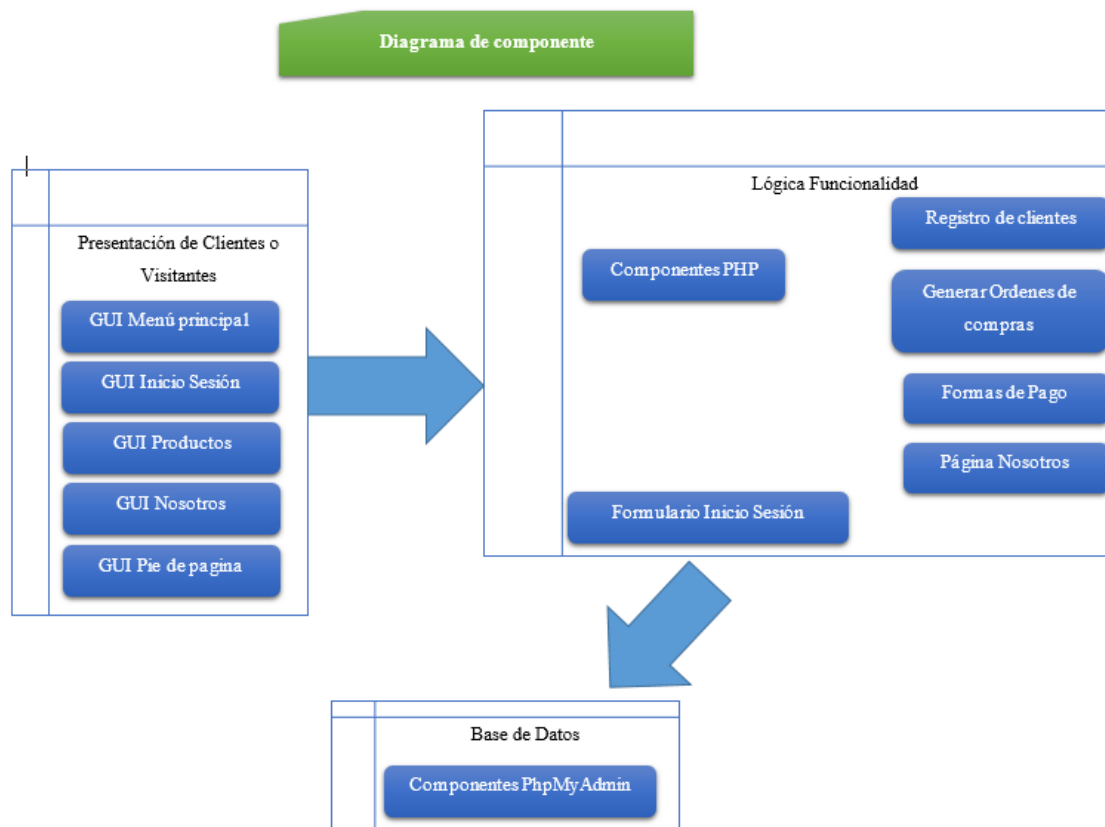 Diagrama de componente
Presentación de Clientes o
Visitantes
GUI Menú principal
GUI Inicio Sesión
GUI Productos
GUI Nosotros
GUI Pie de pagina
Lógica Funcionalidad
Componentes PHP
Formulario Inicio Sesión
Registro de clientes
Generar Ordenes de
compras
Formas de Pago
Página Nosotros
Base de Datos
Componentes PhpMyAdmin